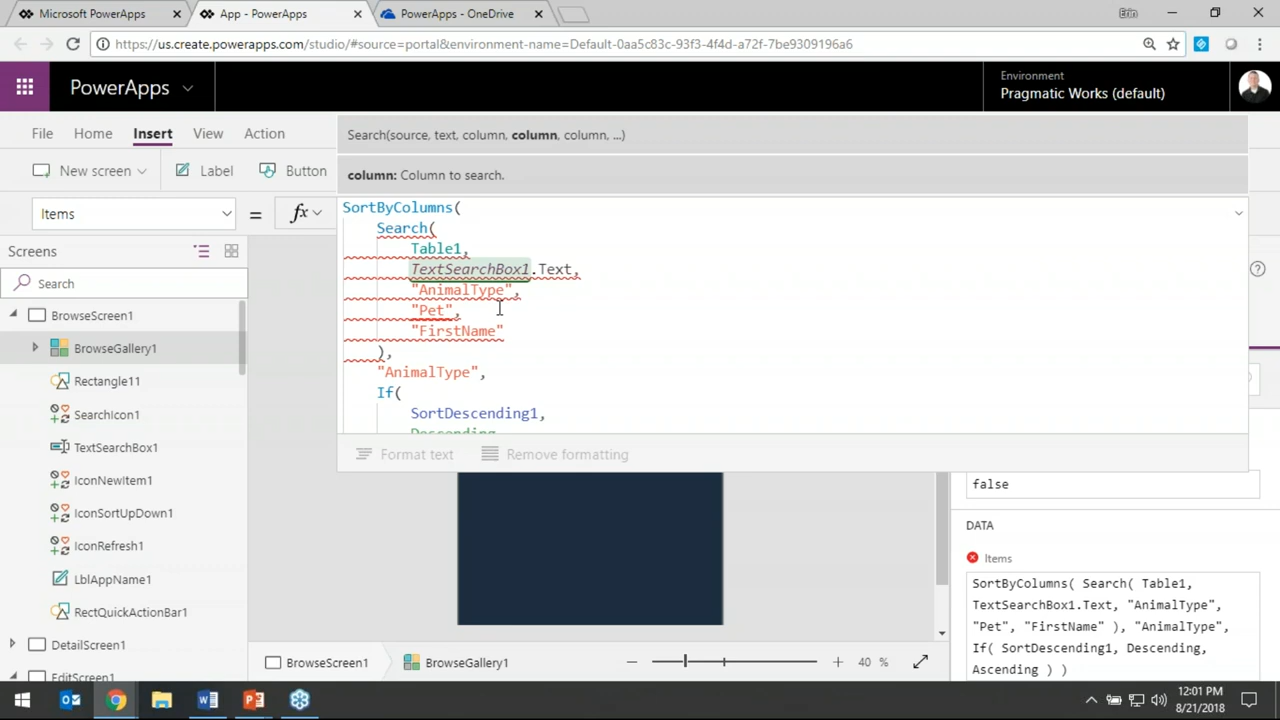 Microsoft PowerApps
App - PowerApps
PowerApps - OneDrive
Erin
https://us.create.powerapps.com/studio/#source=portal&environment-name=Default-0aa5c83c-93f3-4f4d-a72f-7be9309196a6
PowerApps
Environment
Pragmatic Works (default)
File Home Insert View Action
Search(source, text, column, column, column, ...)
New screen Label Button
column: Column to search.
Items = fx
SortByColumns(
Search(
Table1,
TextSearchBox1.Text,
"AnimalType",
"Pet",
"FirstName"
),
"AnimalType",
If(
SortDescending1,
Descending
Format text Remove formatting
Screens
Search
BrowseScreen1
BrowseGallery1
Rectangle11
SearchIcon1
TextSearchBox1
IconNewItem1
IconSortUpDown1
IconRefresh1
LblAppName1
RectQuickActionBar1
DetailScreen1
EditScreen1
false
DATA
Items
SortByColumns( Search( Table1,
TextSearchBox1.Text, "AnimalType",
"Pet", "FirstName" ), "AnimalType",
If( SortDescending1, Descending,
Ascending ) )
BrowseScreen1 BrowseGallery1
40 %
12:01 PM
8/21/2018